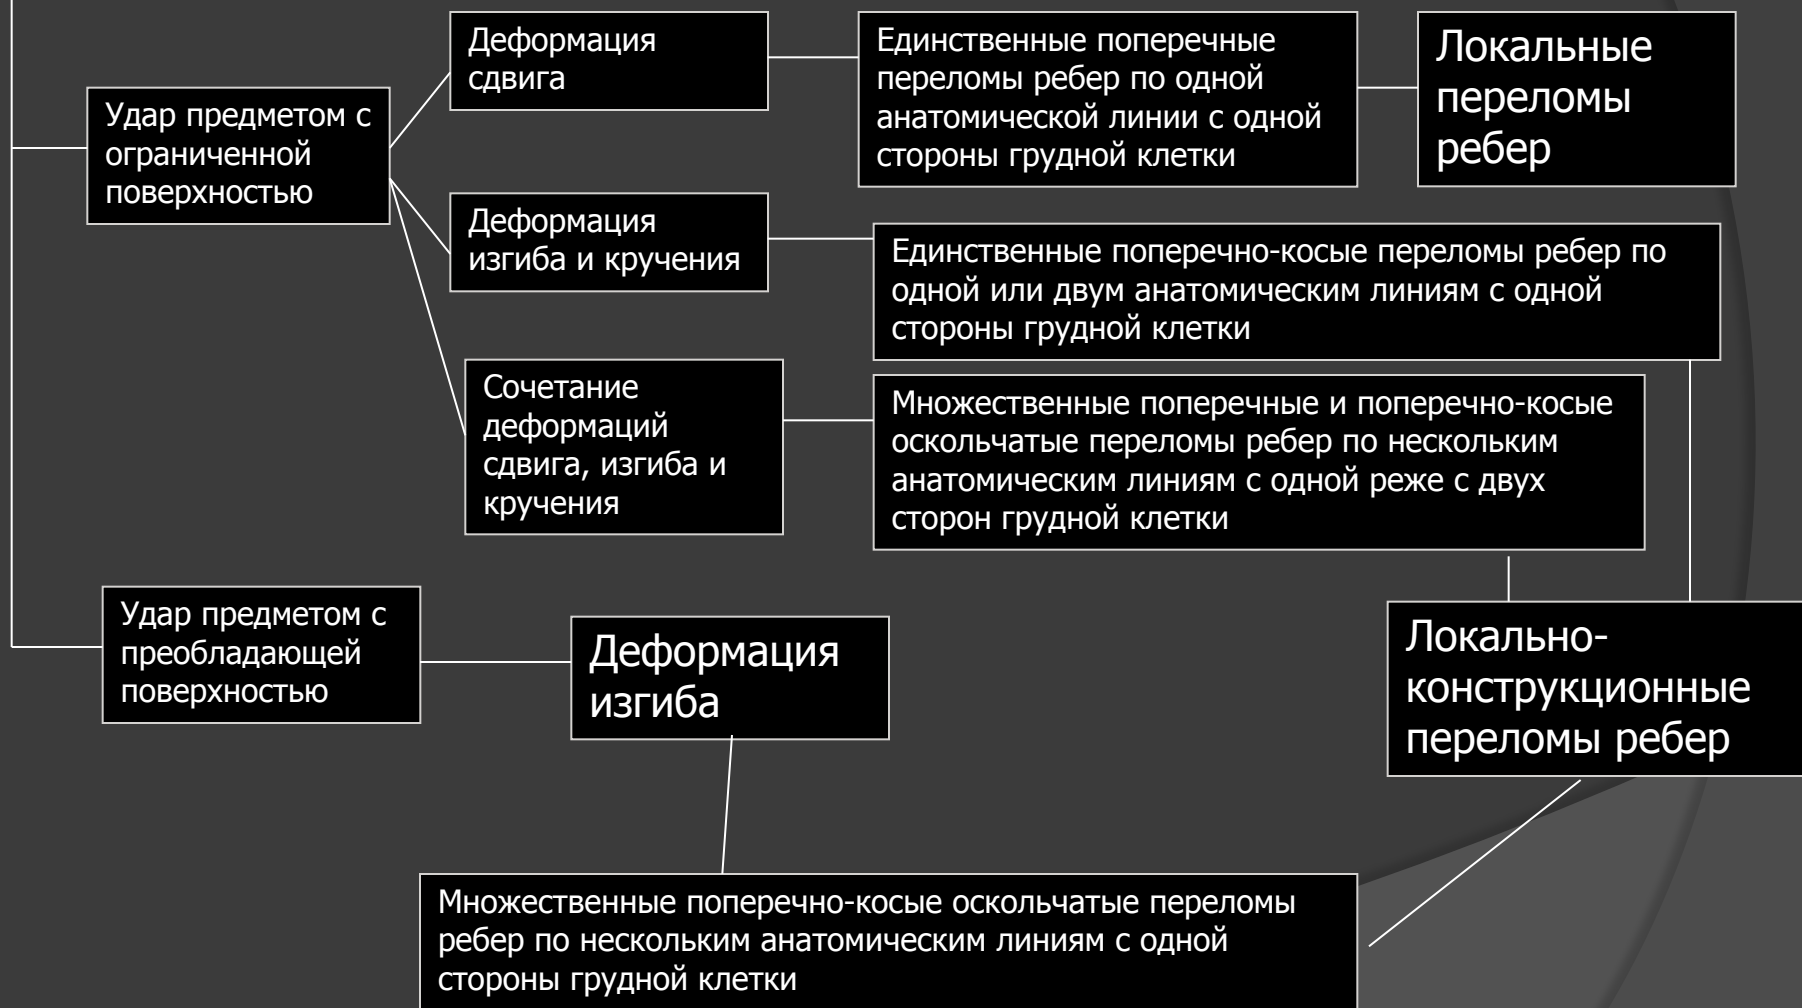 Деформация
сдвига
Единственные поперечные
переломы ребер по одной
анатомической линии с одной
стороны грудной клетки
Локальные
переломы
ребер
Удар предметом с
ограниченной
поверхностью
Деформация
изгиба и кручения
Единственные поперечно-косые переломы ребер по
одной или двум анатомическим линиям с одной
стороны грудной клетки
Сочетание
деформаций
сдвига, изгиба и
кручения
Множественные поперечные и поперечно-косые
оскольчатые переломы ребер по нескольким
анатомическим линиям с одной реже с двух
сторон грудной клетки
Удар предметом с
преобладающей
поверхностью
Деформация
изгиба
Локально-
конструкционные
переломы ребер
Множественные поперечно-косые оскольчатые переломы
ребер по нескольким анатомическим линиям с одной
стороны грудной клетки